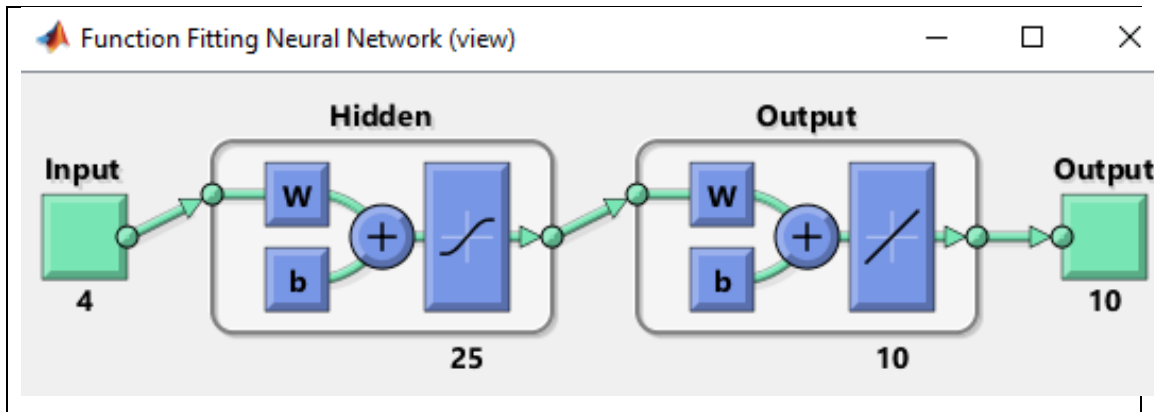 Function Fitting Neural Network (view)
Hidden
Output
Input
Output
W
W
b
b
4
10
25
10